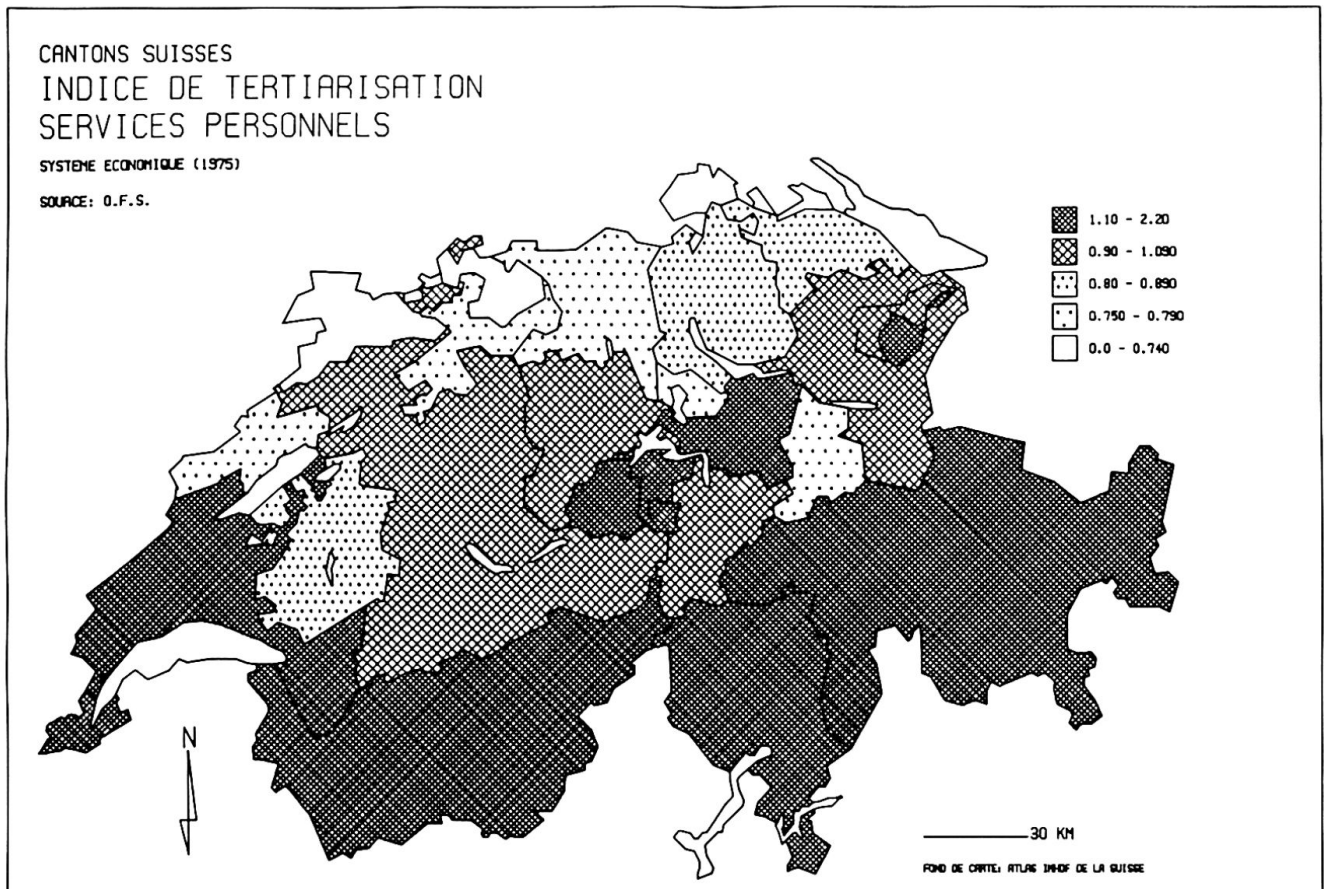 CANTONS SUISSES
INDICE DE TERTIARISATION
SERVICES PERSONNELS
SYSTEME ECONOMIQUE (1975)
SOURCE: O.F.S.
1.10 - 2.20
0.90 - 1.090
0.80 - 0.890
0.750 - 0.790
0.0 - 0.740
N
30 KM
FOND DE CARTE: ATLAS IMHOF DE LA SUISSE